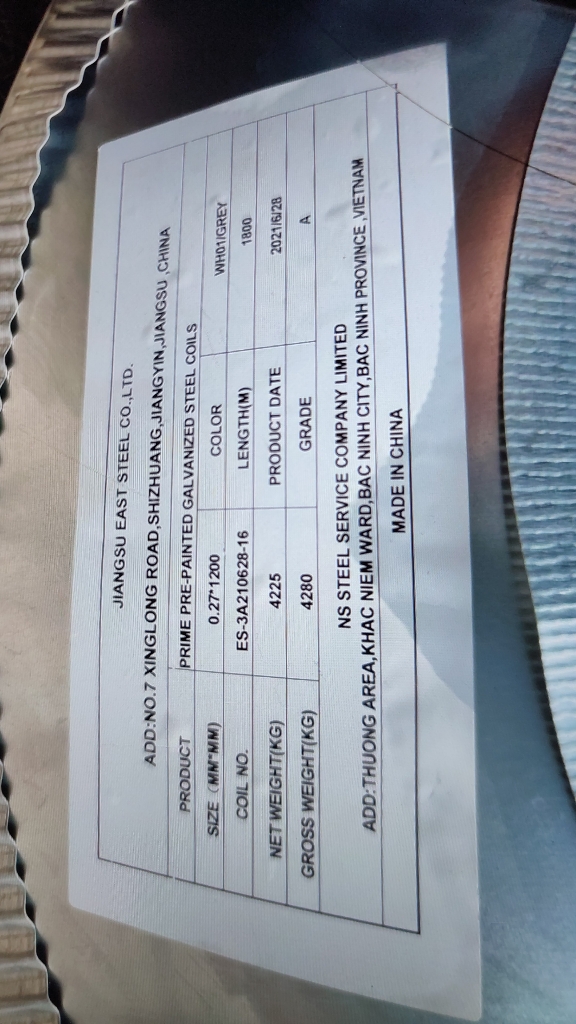 JIANGSU EAST STEEL CO.,LTD.
ADD:NO.7 XINGLONG ROAD,SHIZHUANG,JIANGYIN,JIANGSU ,CHINA
PRODUCT PRIME PRE-PAINTED GALVANIZED STEEL COILS
SIZE (MM*MM) 0.27*1200 COLOR WH01/GREY
COIL NO. ES-3A210628-16 LENGTH(M) 1800
NET WEIGHT(KG) 4225 PRODUCT DATE 2021/6/28
GROSS WEIGHT(KG) 4280 GRADE A
NS STEEL SERVICE COMPANY LIMITED
ADD:THUONG AREA,KHAC NIEM WARD,BAC NINH CITY,BAC NINH PROVINCE ,VIETNAM
MADE IN CHINA